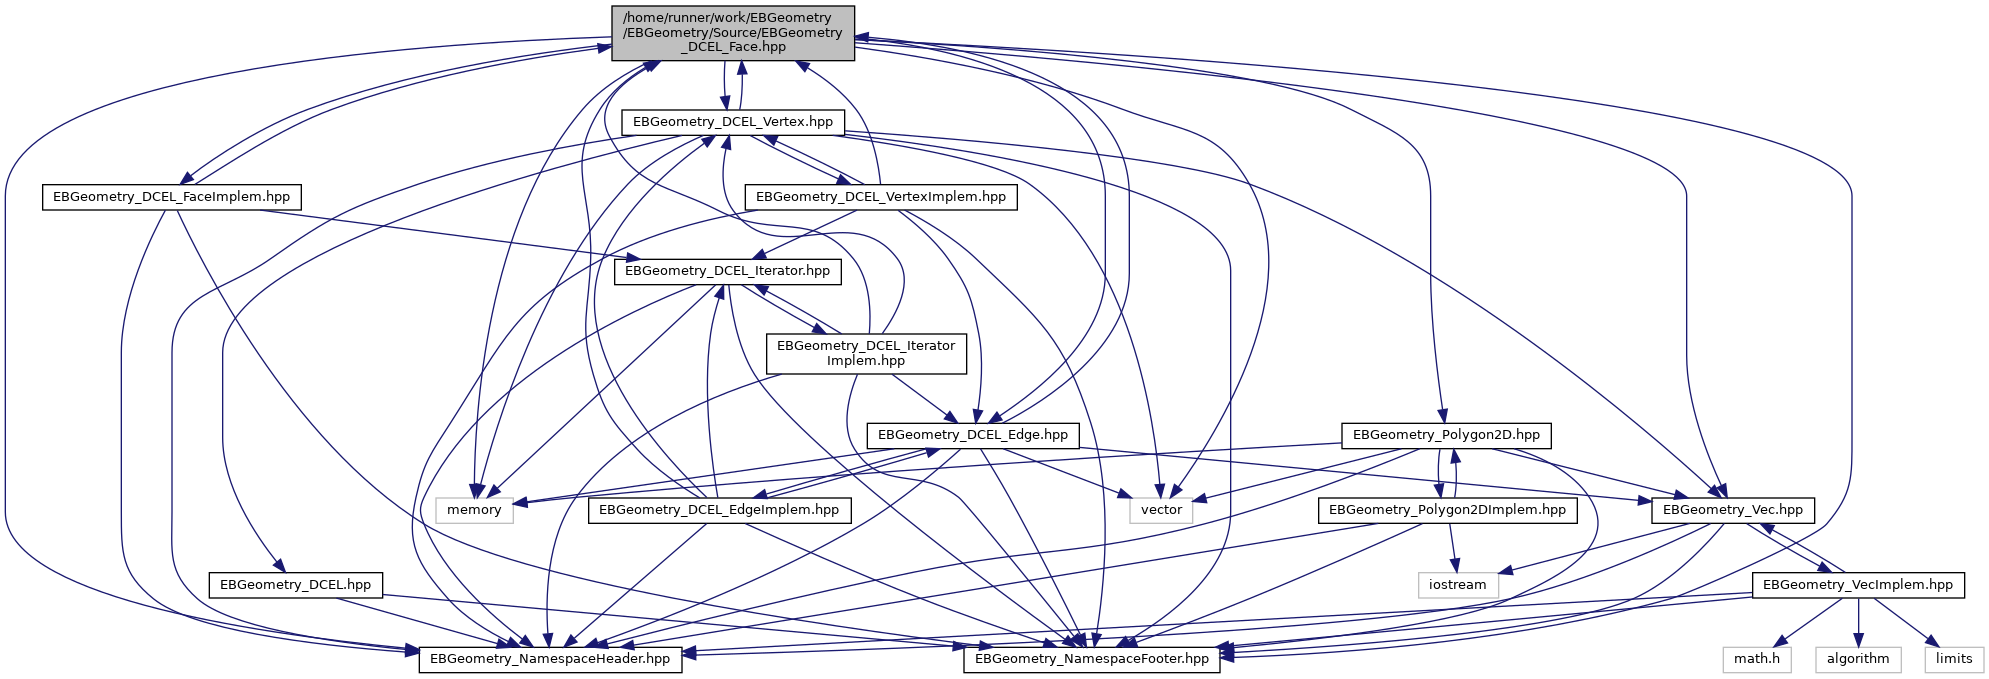 /home/runner/work/EBGeometry
/EBGeometry/Source/EBGeometry
_DCEL_Face.hpp
EBGeometry_DCEL_Vertex.hpp
EBGeometry_DCEL_FaceImplem.hpp
EBGeometry_DCEL_VertexImplem.hpp
EBGeometry_DCEL_Iterator.hpp
EBGeometry_DCEL_Iterator
Implem.hpp
EBGeometry_DCEL_Edge.hpp
EBGeometry_Polygon2D.hpp
memory
EBGeometry_DCEL_EdgeImplem.hpp
vector
EBGeometry_Polygon2DImplem.hpp
EBGeometry_Vec.hpp
EBGeometry_DCEL.hpp
iostream
EBGeometry_VecImplem.hpp
EBGeometry_NamespaceHeader.hpp
EBGeometry_NamespaceFooter.hpp
math.h
algorithm
limits